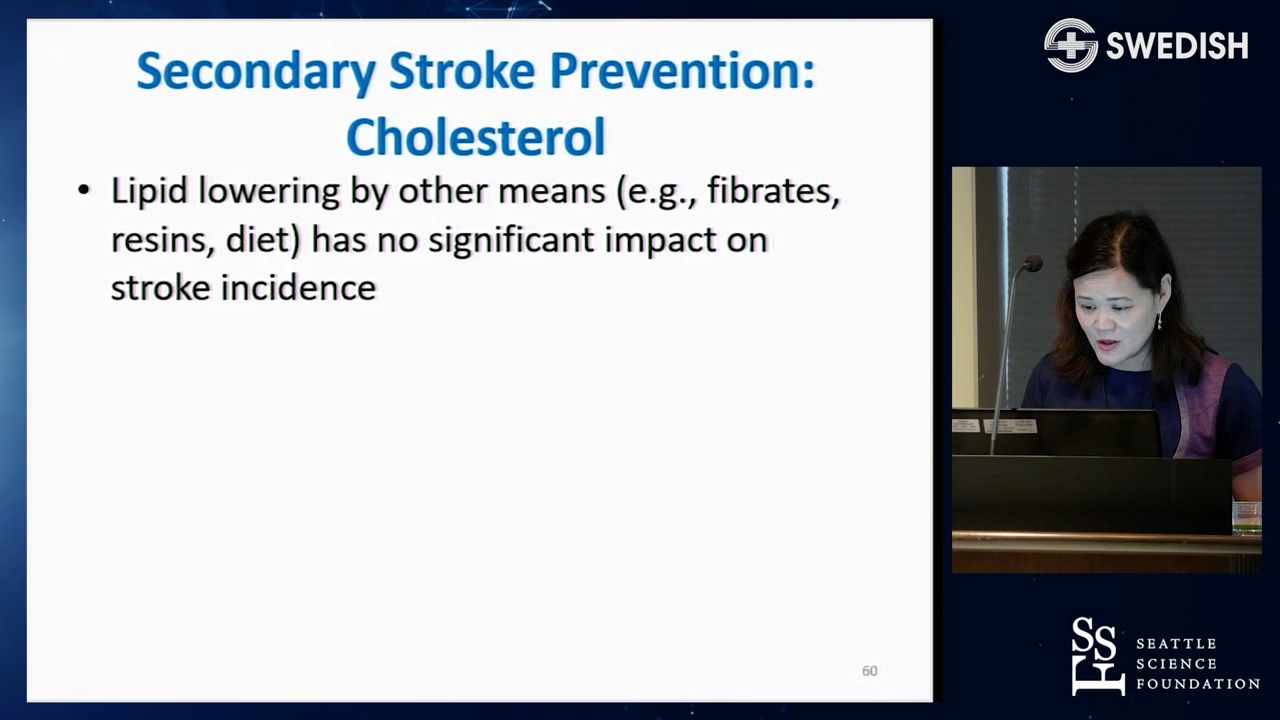 Secondary Stroke Prevention:
Cholesterol
• Lipid lowering by other means (e.g., fibrates,
resins, diet) has no significant impact on
stroke incidence
60
SWEDISH
SSF
SEATTLE
SCIENCE
FOUNDATION